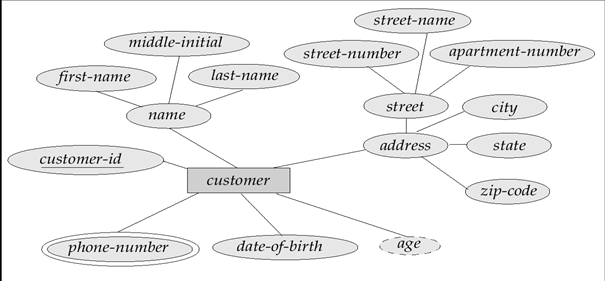 street-name
middle-initial
street-number
apartment-number
first-name
last-name
name
street
city
address
state
customer-id
customer
zip-code
phone-number
date-of-birth
age